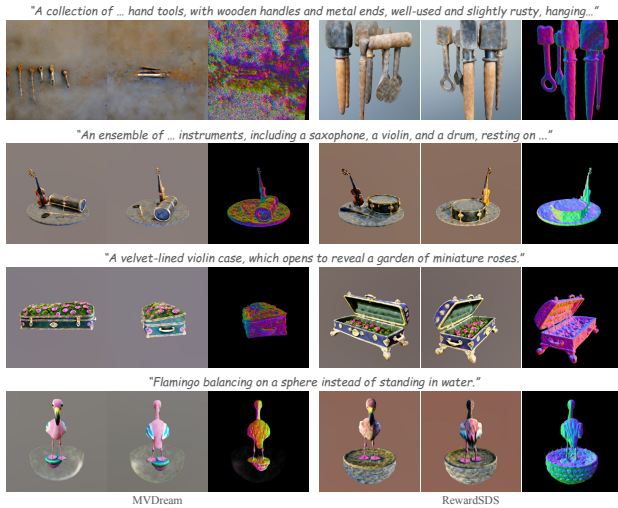 “A collection of ... hand tools, with wooden handles and metal ends, well-used and slightly rusty, hanging...”
“An ensemble of ... instruments, including a saxophone, a violin, and a drum, resting on ...”
“A velvet-lined violin case, which opens to reveal a garden of miniature roses.”
“Flamingo balancing on a sphere instead of standing in water.”
MVDream
RewardSDS